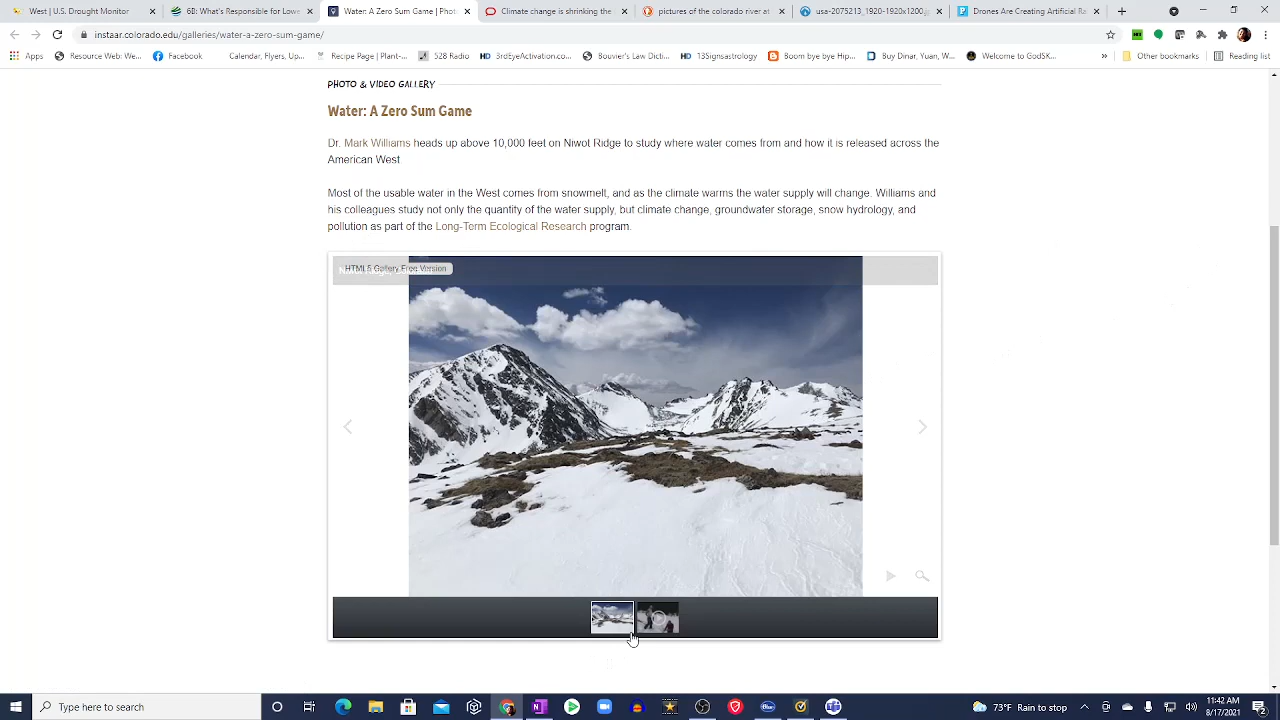 West | U.S. Drought Monitor
6B: What's Responsible for Lowe
Water: A Zero Sum Game | Photo
Climate change is shrinking the
pictures of the colorado river at
usa-2075213_1920-1920x1200.j
Drones Are Creating Artificial Ra
instaar.colorado.edu/galleries/water-a-zero-sum-game/
Apps
Resource Web: We...
Facebook
Calendar, Flyers, Up...
Recipe Page | Plant-...
528 Radio
HD 3rdEyeActivation.co...
Bouvier's Law Dicti...
HD 13Signsastrology
Boom bye bye Hip...
Buy Dinar, Yuan, W...
Welcome to GodSK...
»
Other bookmarks
Reading list
PHOTO & VIDEO GALLERY
Water: A Zero Sum Game
Dr. Mark Williams heads up above 10,000 feet on Niwot Ridge to study where water comes from and how it is released across the
American West.
Most of the usable water in the West comes from snowmelt, and as the climate warms the water supply will change. Williams and
his colleagues study not only the quantity of the water supply, but climate change, groundwater storage, snow hydrology, and
pollution as part of the Long-Term Ecological Research program.
HTML5 Gallery Free Version
Type here to search
73°F Rain to stop
11:42 AM
8/17/2021